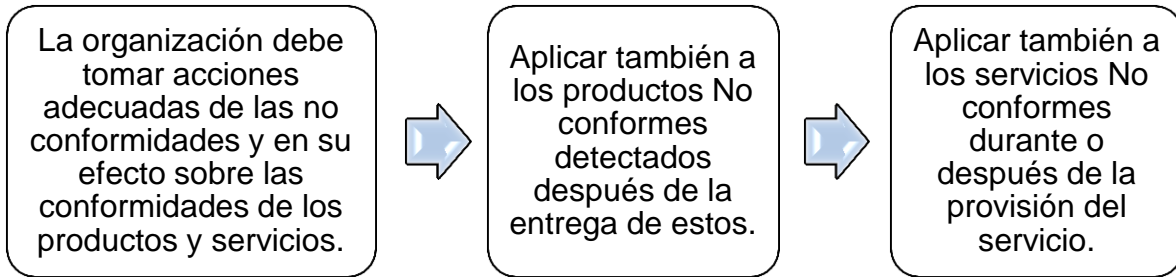 La organización debe
tomar acciones
adecuadas de las no
conformidades y en su
efecto sobre las
conformidades de los
productos y servicios.
Aplicar también a
los productos No
conformes
detectados
después de la
entrega de estos.
Aplicar también a
los servicios No
conformes
durante o
después de la
provisión del
servicio.